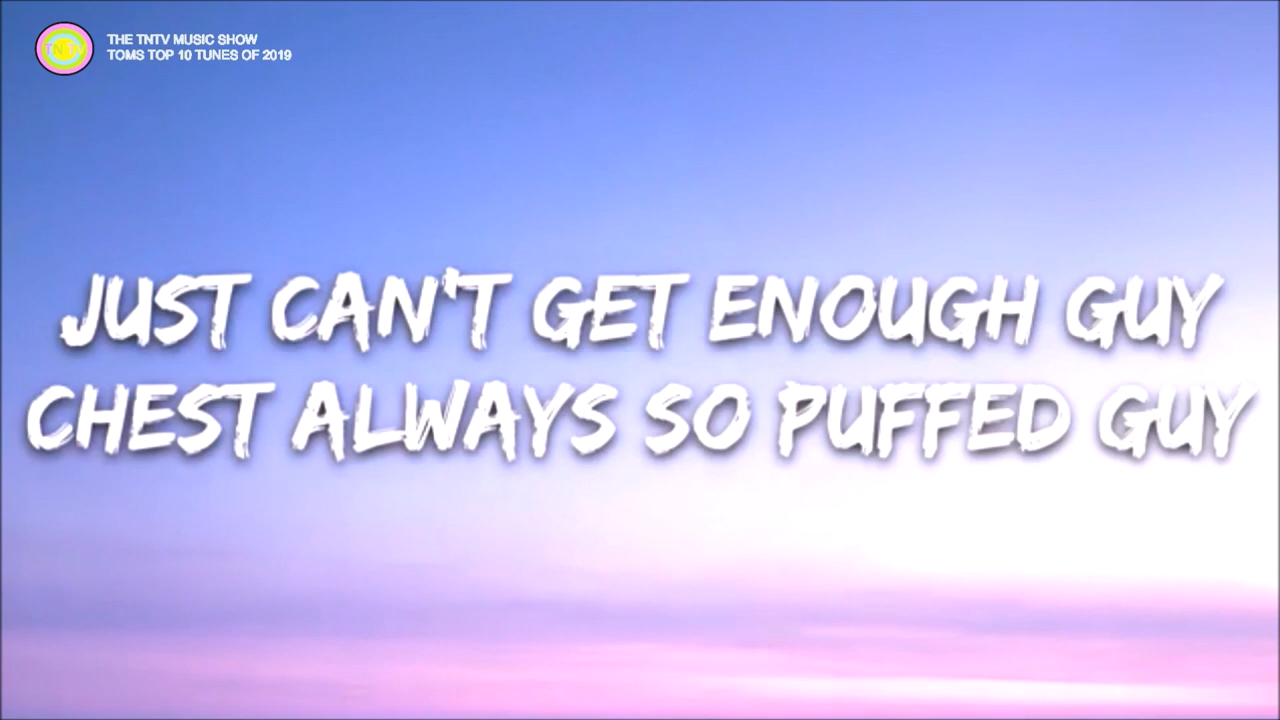 TNTV
THE TNTV MUSIC SHOW
TOMS TOP 10 TUNES OF 2019
JUST CAN'T GET ENOUGH GUY
CHEST ALWAYS SO PUFFED GUY